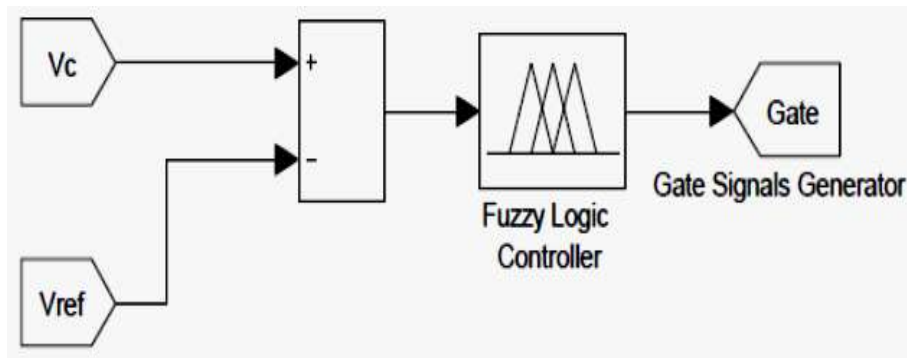 Vc
+
−
Vref
Fuzzy Logic
Controller
Gate
Gate Signals Generator